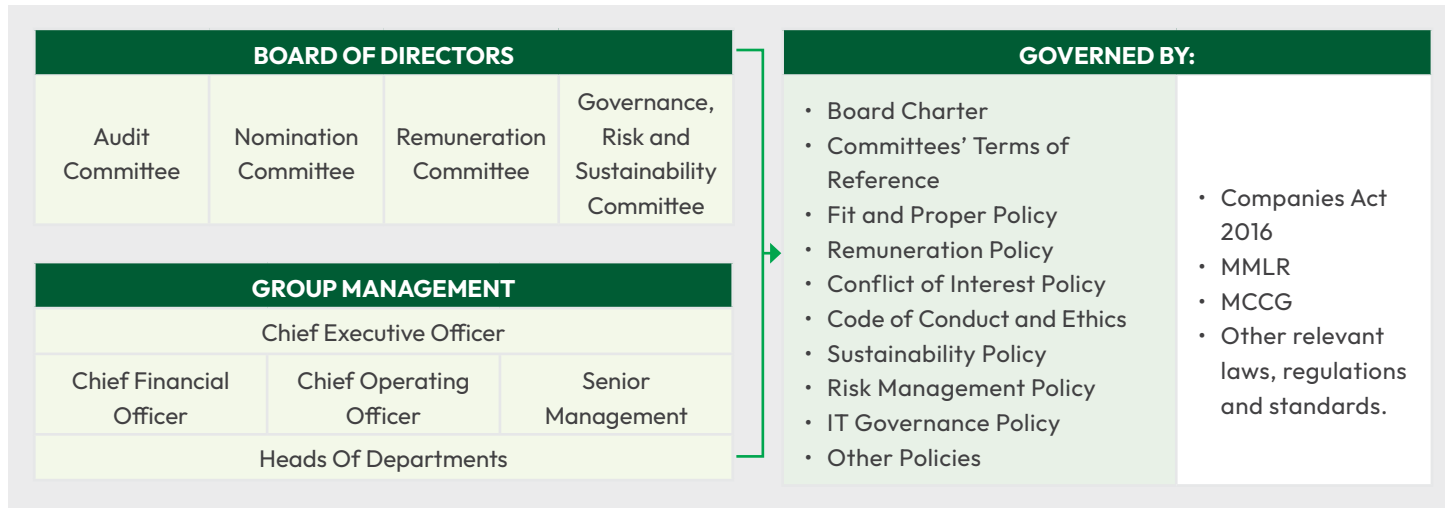 BOARD OF DIRECTORS
Audit
Committee
Nomination
Committee
Remuneration
Committee
Governance,
Risk and
Sustainability
Committee
GROUP MANAGEMENT
Chief Executive Officer
Chief Financial
Officer
Chief Operating
Officer
Senior
Management
Heads Of Departments
GOVERNED BY:
• Board Charter
• Committees’ Terms of
Reference
• Fit and Proper Policy
• Remuneration Policy
• Conflict of Interest Policy
• Code of Conduct and Ethics
• Sustainability Policy
• Risk Management Policy
• IT Governance Policy
• Other Policies
• Companies Act
2016
• MMLR
• MCCG
• Other relevant
laws, regulations
and standards.